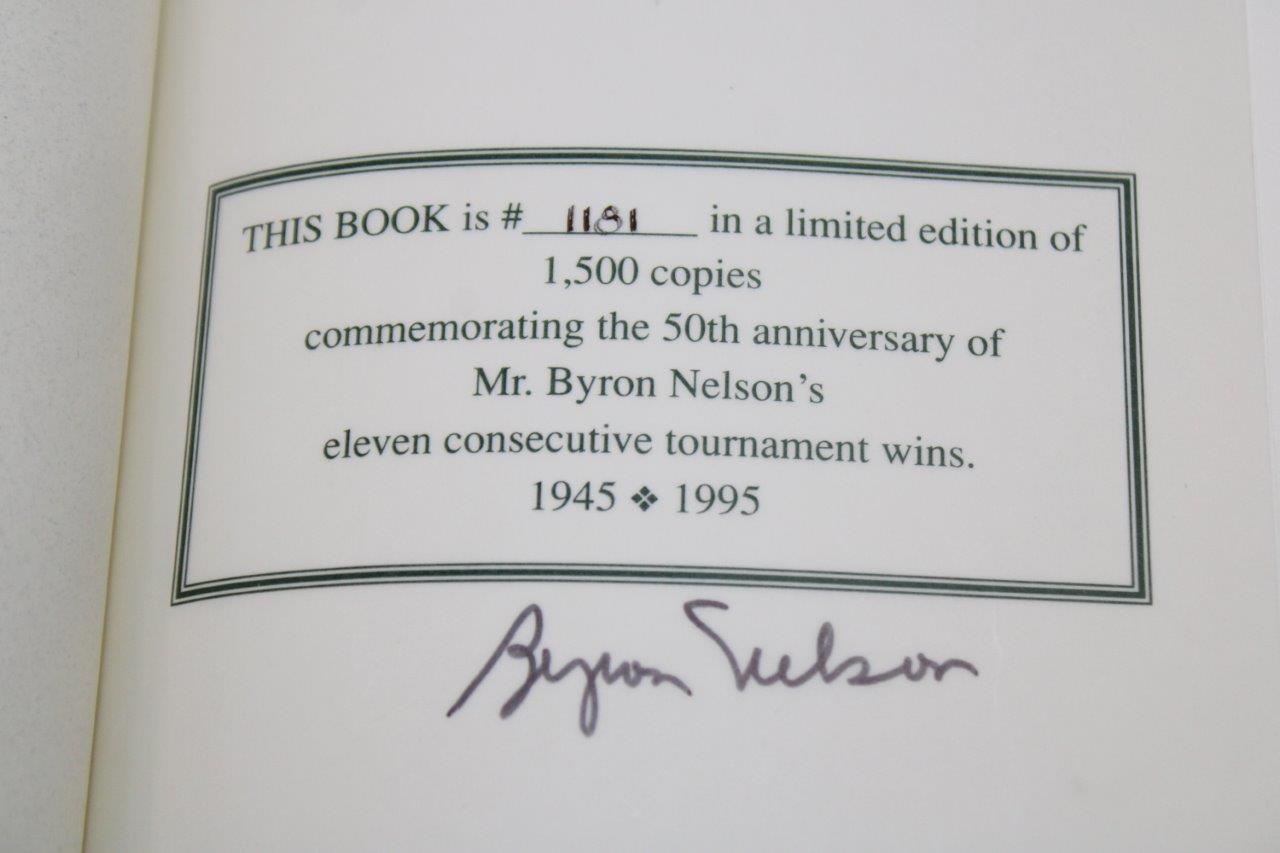 THIS BOOK is # 1181 in a limited edition of
1,500 copies
commemorating the 50th anniversary of
Mr. Byron Nelson's
eleven consecutive tournament wins.
1945 ❖ 1995
Byron Nelson